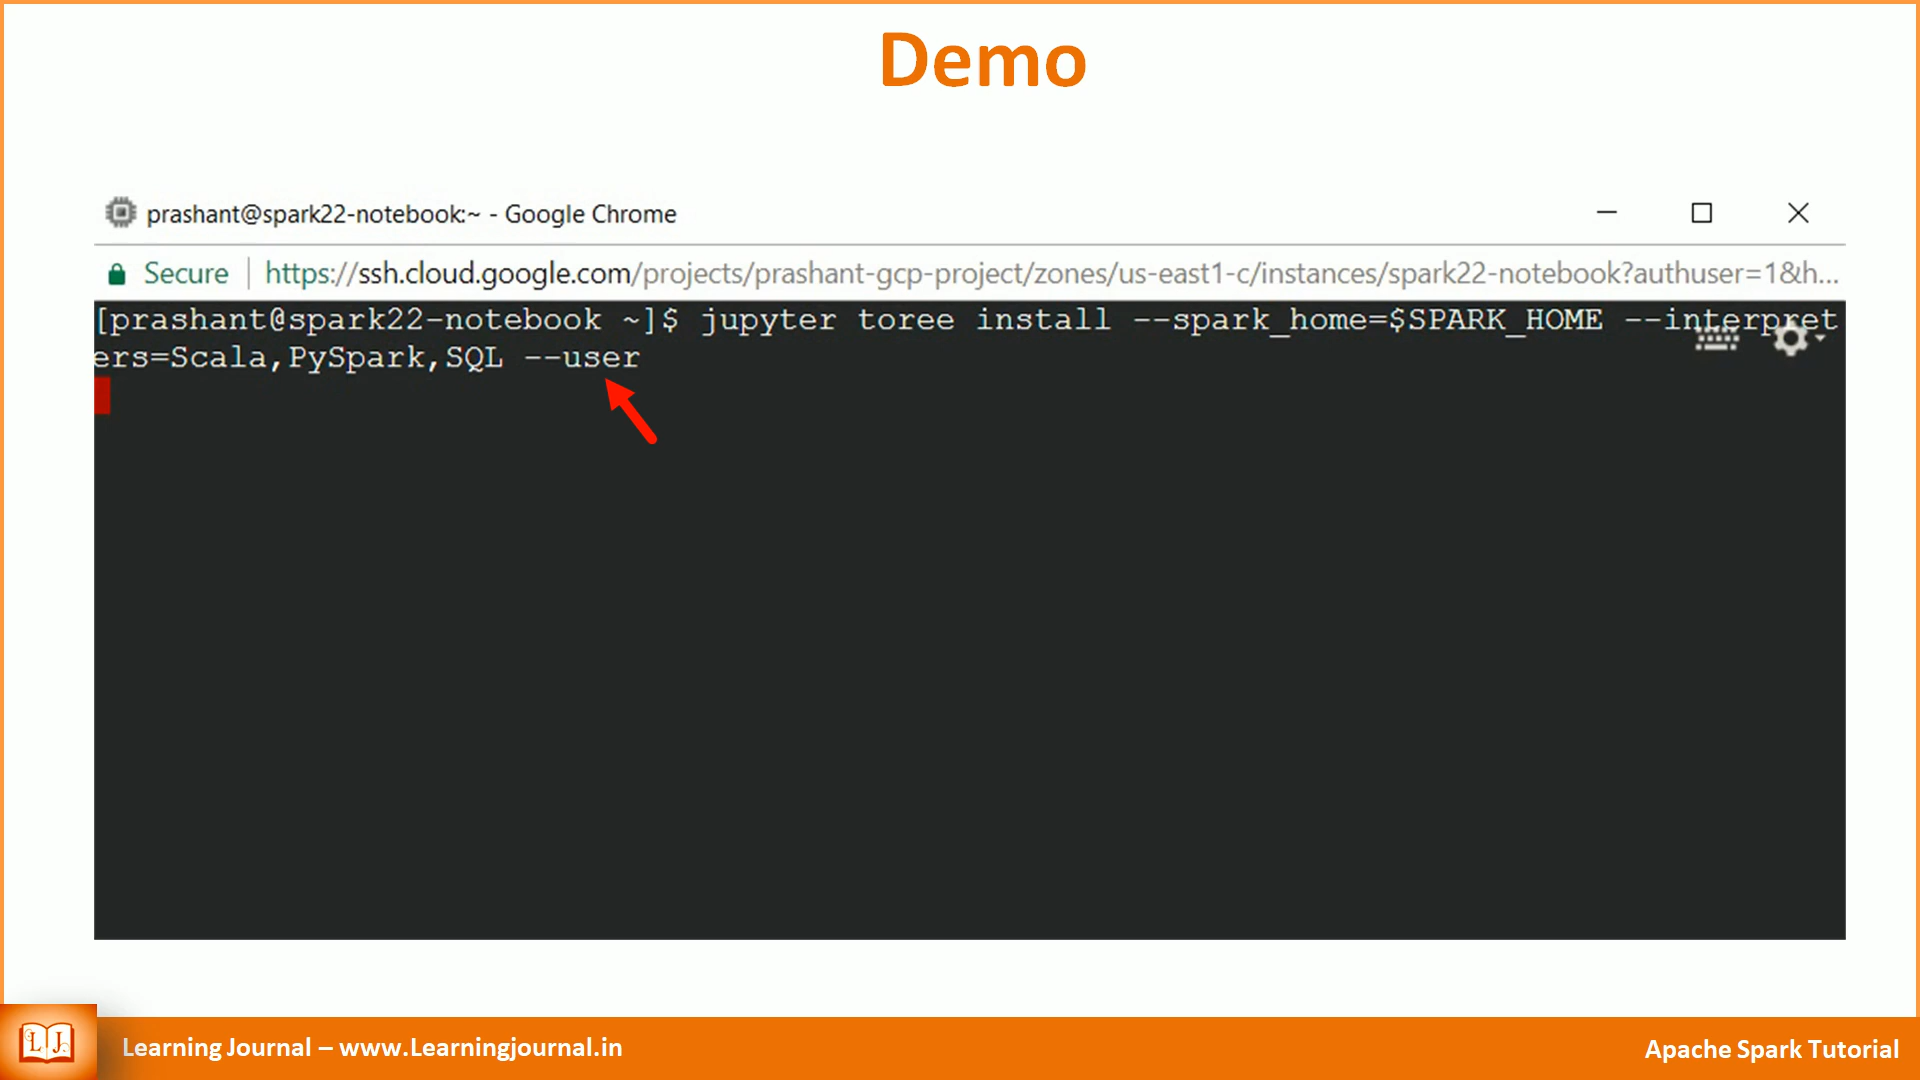 Demo
prashant@spark22-notebook:~ - Google Chrome
Secure https://ssh.cloud.google.com/projects/prashant-gcp-project/zones/us-east1-c/instances/spark22-notebook?authuser=1&h...
[prashant@spark22-notebook ~]$ jupyter toree install --spark_home=$SPARK_HOME --interpret
ers=Scala,PySpark,SQL --user
LJ
Learning Journal – www.Learningjournal.in
Apache Spark Tutorial